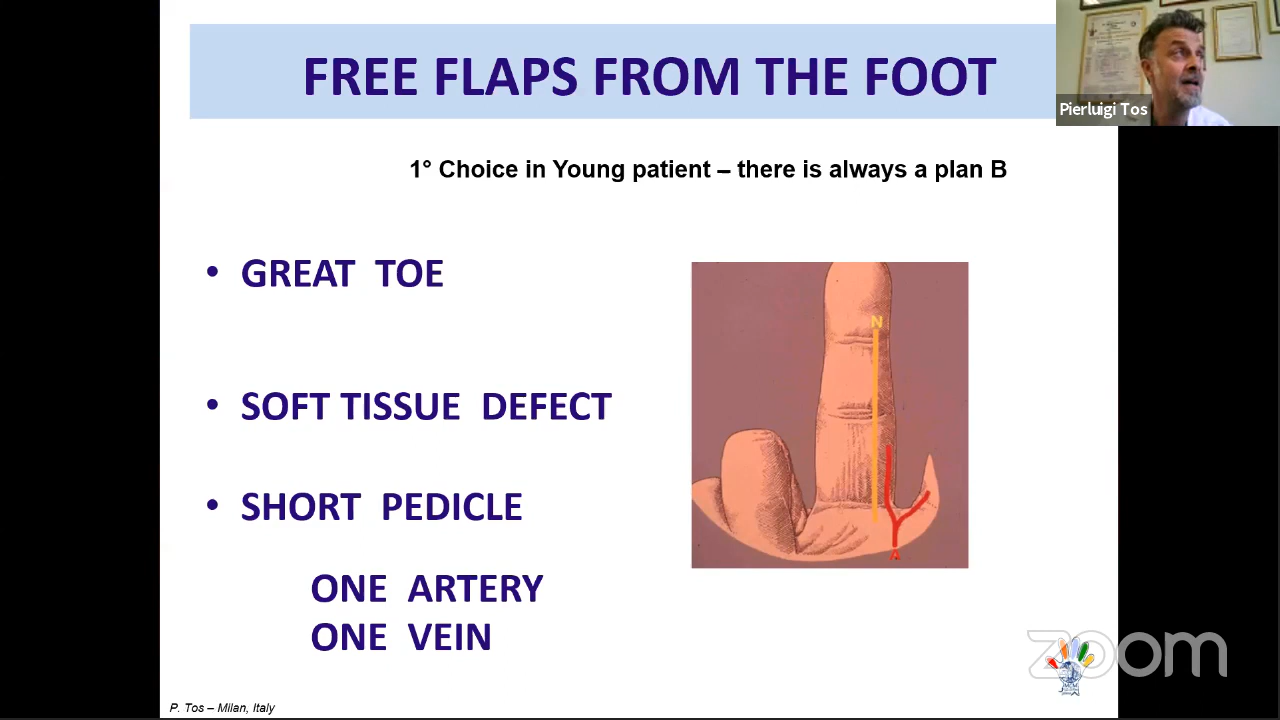 FREE FLAPS FROM THE FOOT
Pierluigi Tos
1° Choice in Young patient – there is always a plan B
• GREAT TOE
N
• SOFT TISSUE DEFECT
• SHORT PEDICLE
A
ONE ARTERY
ONE VEIN
zoom
P. Tos – Milan, Italy